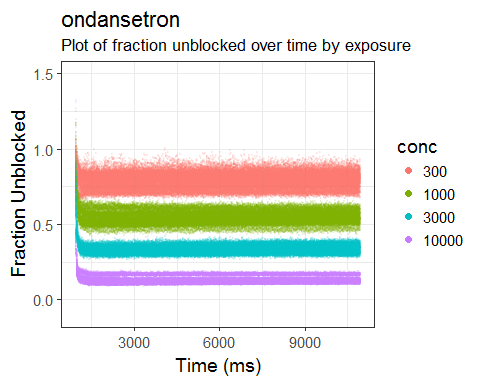 ondansetron
Plot of fraction unblocked over time by exposure
Fraction Unblocked
1.5
1.0
0.5
0.0
3000
6000
9000
Time (ms)
conc
300
1000
3000
10000